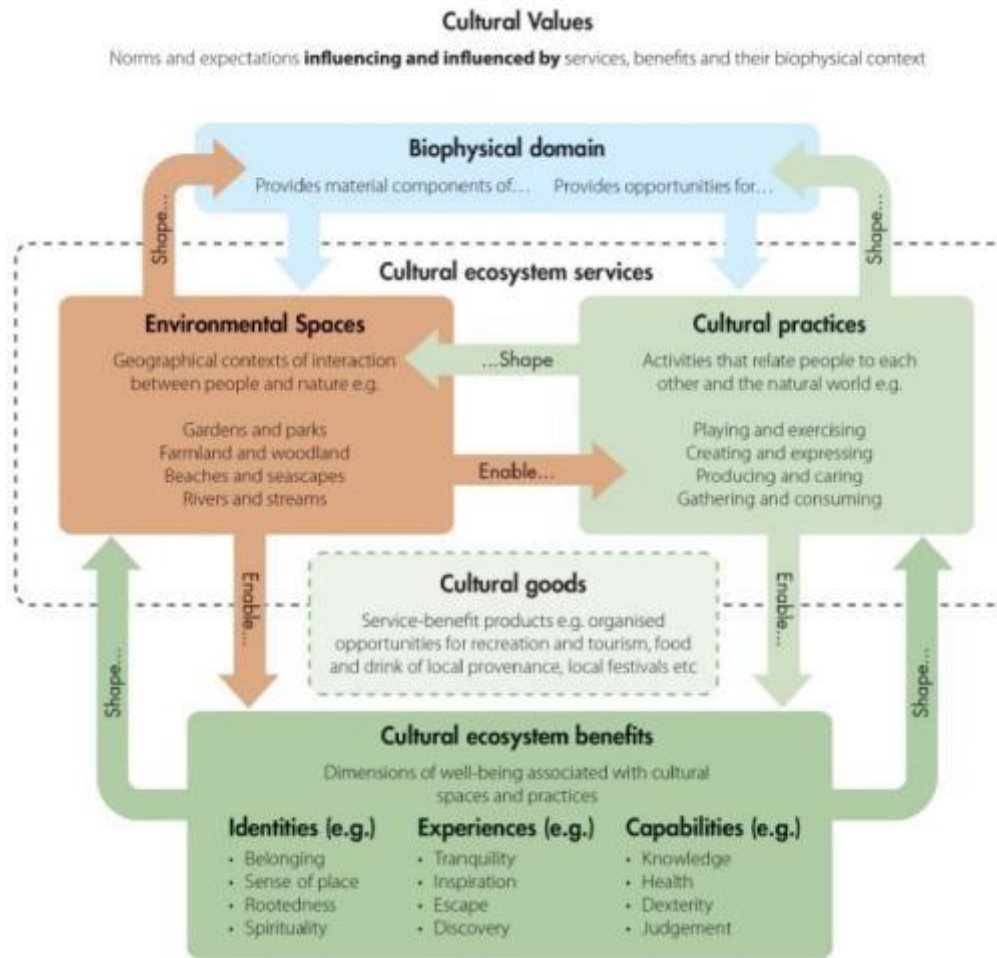 Cultural Values
Norms and expectations influencing and influenced by services, benefits and their biophysical context
Biophysical domain
Provides material components of...
Provides opportunities for...
Shape...
Shape...
Cultural ecosystem services
Environmental Spaces
Geographical contexts of interaction
between people and nature e.g.
Gardens and parks
Farmland and woodland
Beaches and seascapes
Rivers and streams
...Shape
Enable...
Cultural practices
Activities that relate people to each
other and the natural world e.g.
Playing and exercising
Creating and expressing
Producing and caring
Gathering and consuming
Shape...
Enable...
Cultural goods
Service-benefit products e.g. organised
opportunities for recreation and tourism, food
and drink of local provenance, local festivals etc
Enable...
Shape...
Cultural ecosystem benefits
Dimensions of well-being associated with cultural
spaces and practices
Identities (e.g.)
• Belonging
• Sense of place
• Rootedness
• Spirituality
Experiences (e.g.)
• Tranquility
• Inspiration
• Escape
• Discovery
Capabilities (e.g.)
• Knowledge
• Health
• Dexterity
• Judgement